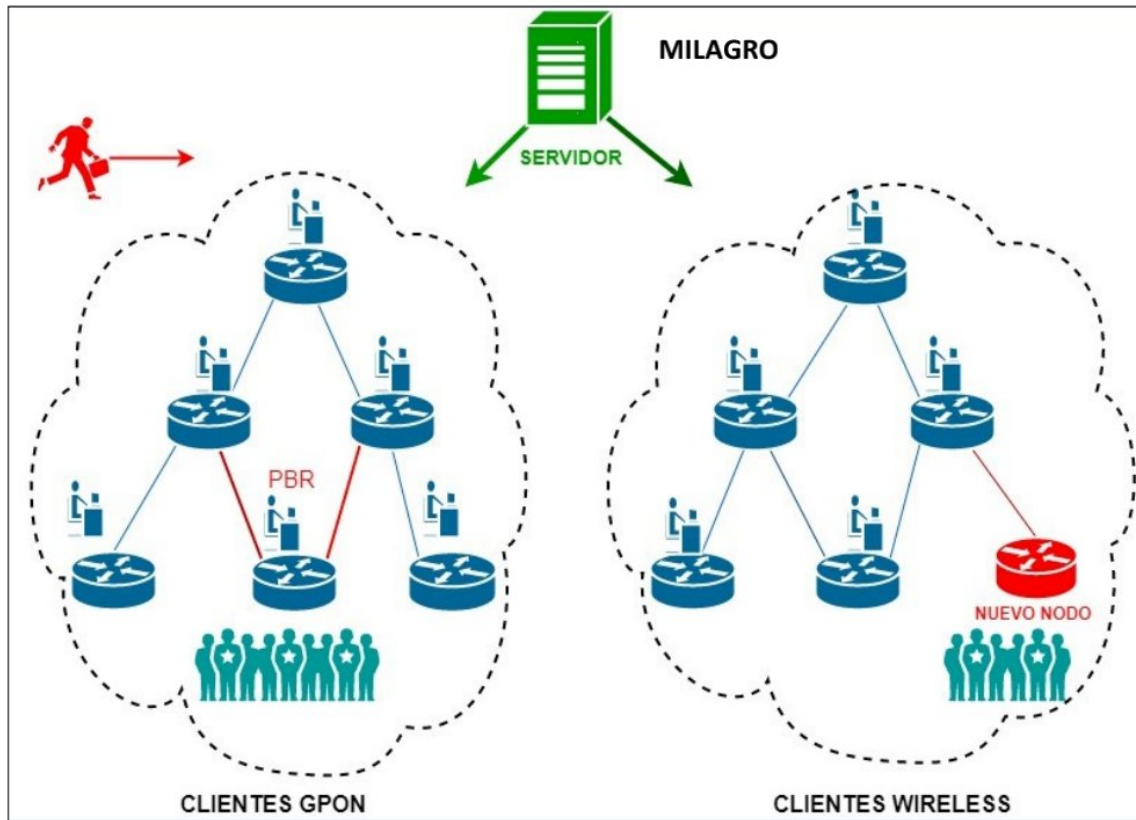 MILAGRO
SERVIDOR
PBR
NUEVO NODO
CLIENTES GPON
CLIENTES WIRELESS